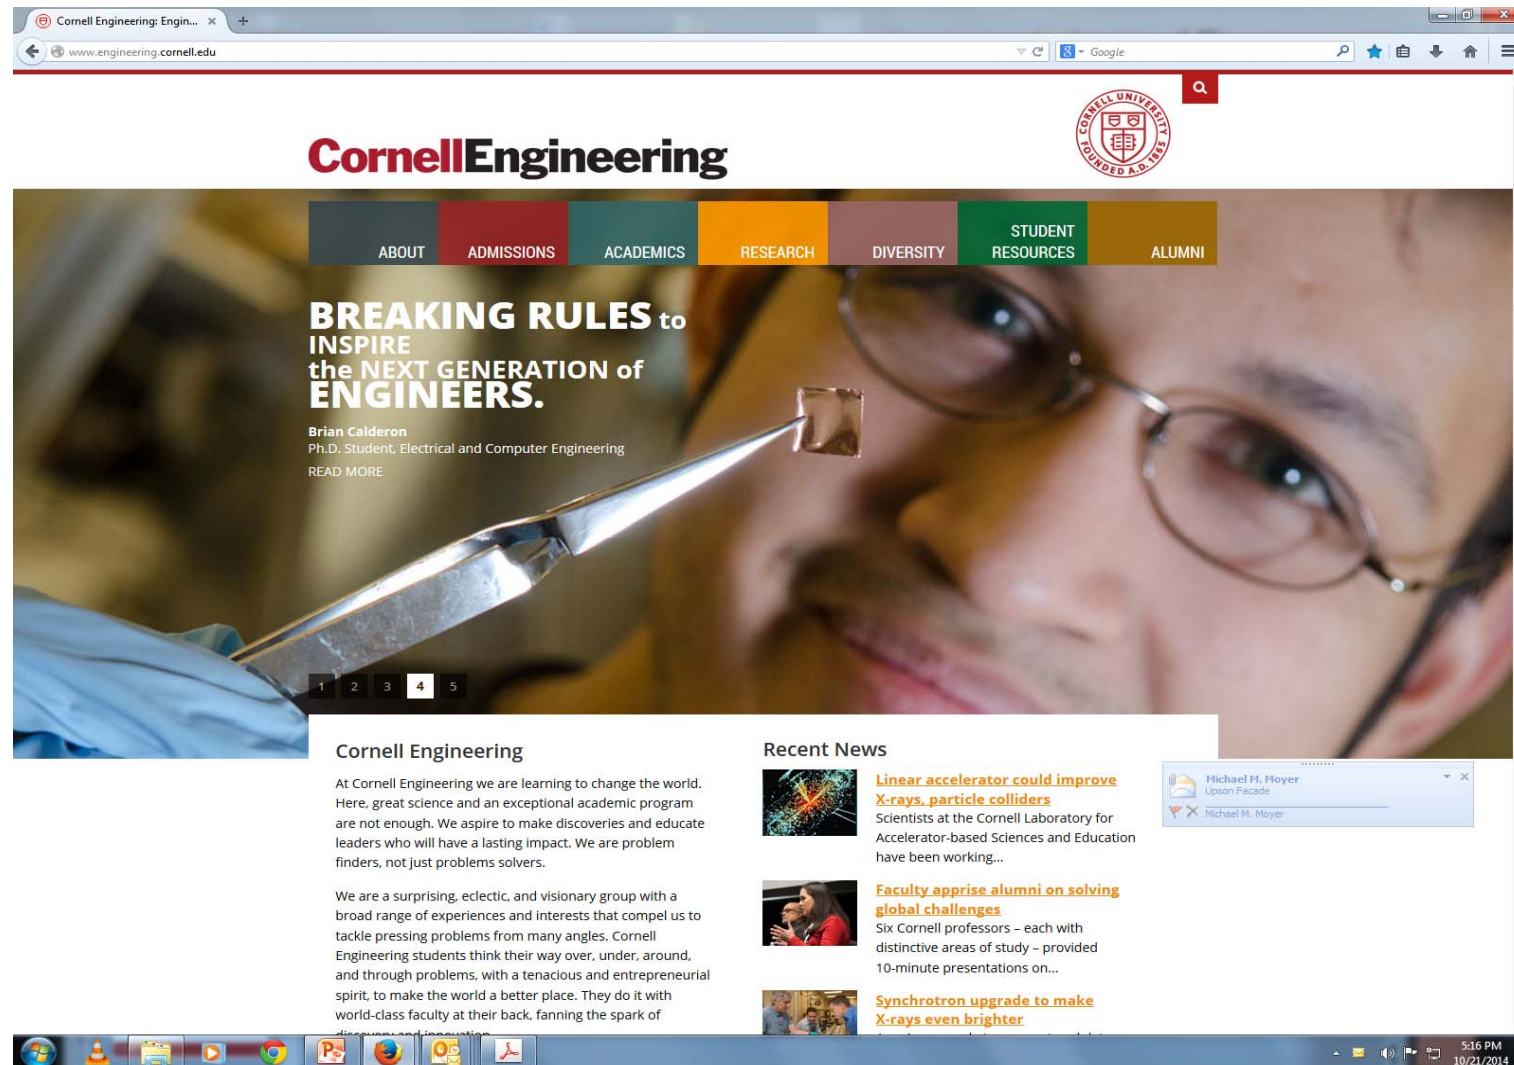 Cornell Engineering: Engin...
www.engineering.cornell.edu
Google
CornellEngineering
CORNELL UNIVERSITY
FOUNDED A.D. 1865
ABOUT
ADMISSIONS
ACADEMICS
RESEARCH
DIVERSITY
STUDENT
RESOURCES
ALUMNI
BREAKING RULES to
INSPIRE
the NEXT GENERATION of
ENGINEERS.
Brian Calderon
Ph.D. Student, Electrical and Computer Engineering
READ MORE
1 2 3 4 5
Cornell Engineering
At Cornell Engineering we are learning to change the world.
Here, great science and an exceptional academic program
are not enough. We aspire to make discoveries and educate
leaders who will have a lasting impact. We are problem
finders, not just problems solvers.
We are a surprising, eclectic, and visionary group with a
broad range of experiences and interests that compel us to
tackle pressing problems from many angles. Cornell
Engineering students think their way over, under, around,
and through problems, with a tenacious and entrepreneurial
spirit, to make the world a better place. They do it with
world-class faculty at their back, fanning the spark of
discovery and innovation
Recent News
Linear accelerator could improve
X-rays, particle colliders
Scientists at the Cornell Laboratory for
Accelerator-based Sciences and Education
have been working...
Faculty apprise alumni on solving
global challenges
Six Cornell professors – each with
distinctive areas of study – provided
10-minute presentations on...
Synchrotron upgrade to make
X-rays even brighter
Michael M. Moyer
Upson Facade
Michael M. Moyer
5:16 PM
10/21/2014